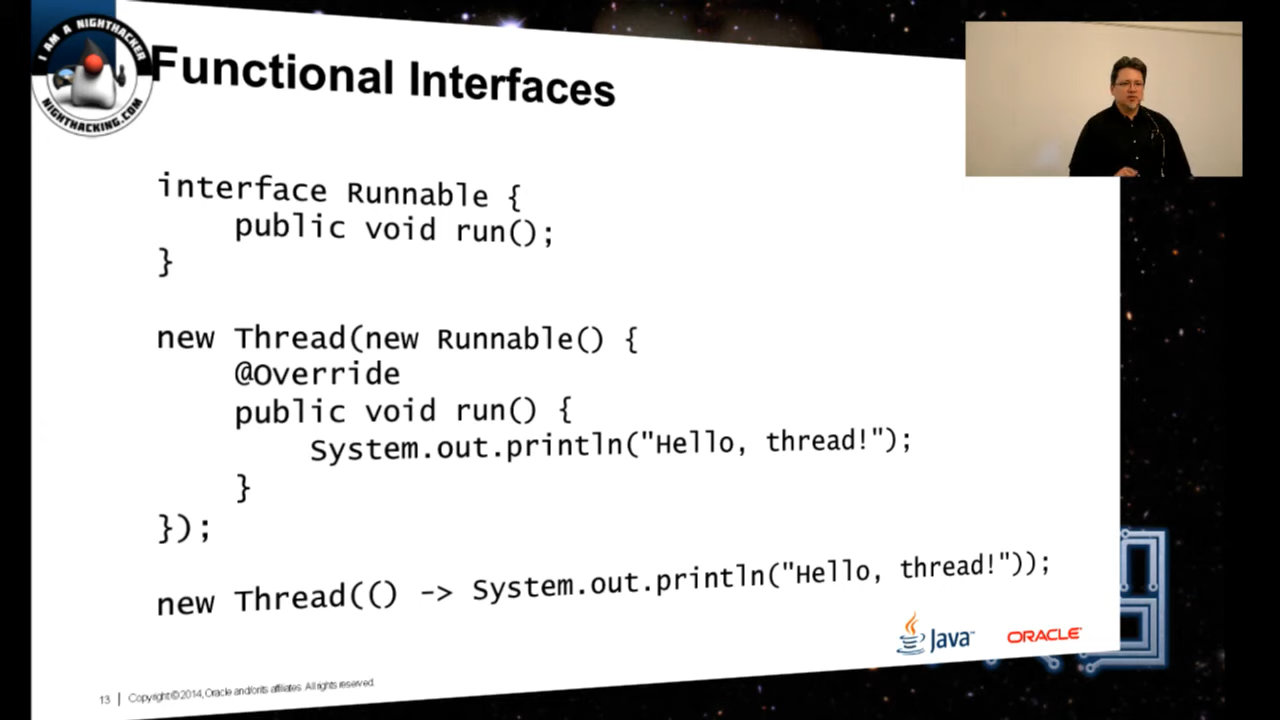 I AM A NIGHTHACKER
NIGHTHACKING.COM
Functional Interfaces
interface Runnable {
public void run();
}
new Thread(new Runnable() {
@Override
public void run() {
System.out.println("Hello, thread!");
}
});
new Thread(() -> System.out.println("Hello, thread!"));
Java™
ORACLE®
13 | Copyright © 2014, Oracle and/or its affiliates. All rights reserved.